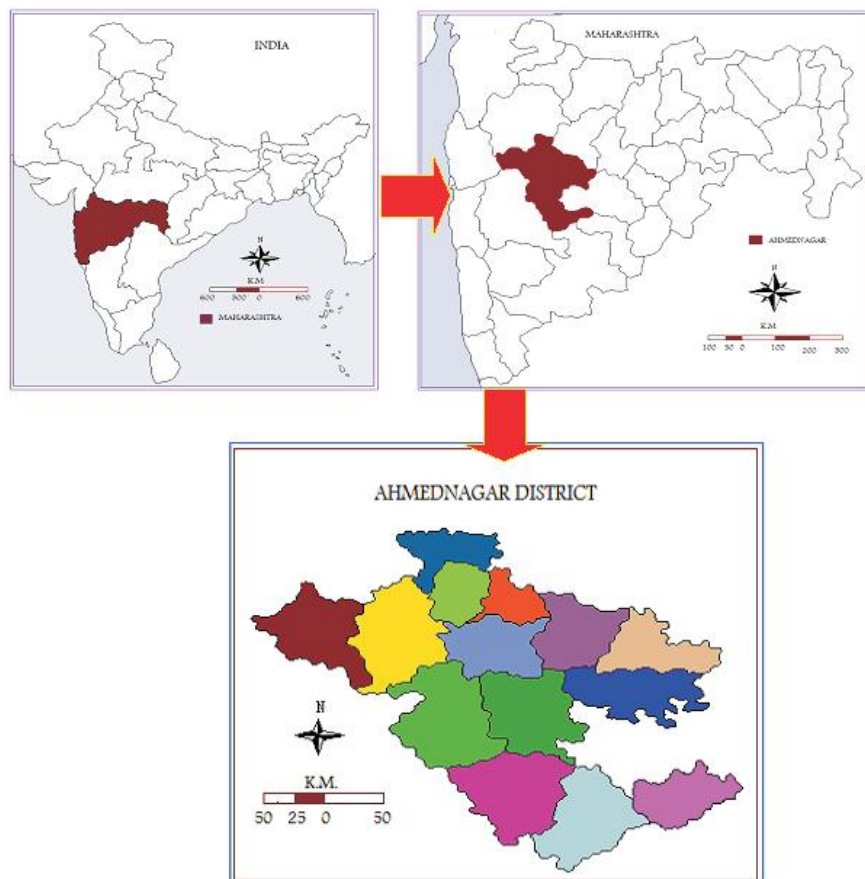 INDIA
N
K.M.
600 300 0 600
MAHARASHTRA
MAHARASHTRA
AHMEDNAGAR
N
K.M
100 50 0 100 200 300
AHMEDNAGAR DISTRICT
N
K.M.
50 25 0 50